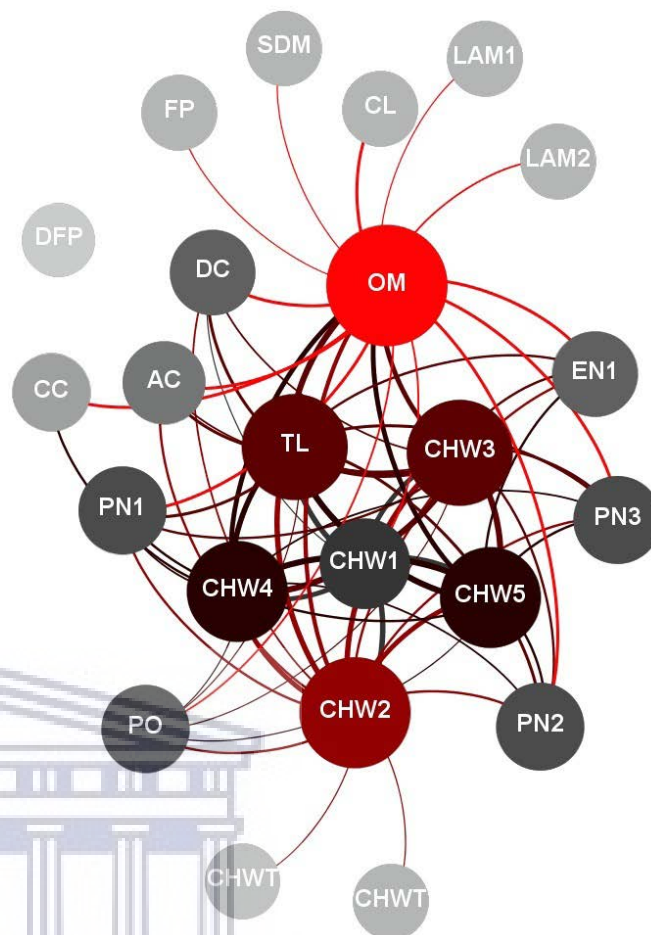 SDM
LAM1
FP
CL
LAM2
DFP
DC
OM
CC
AC
EN1
TL
CHW3
PN1
PN3
CHW1
CHW4
CHW5
CHW2
PO
PN2
CHWT
CHWT